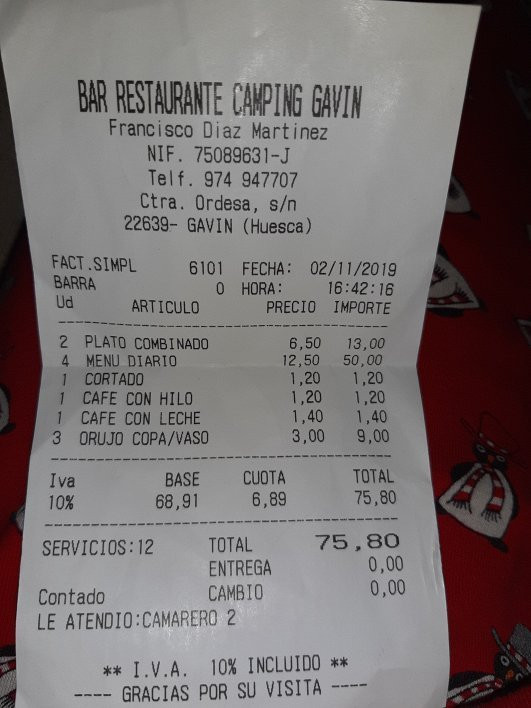 BAR RESTAURANTE CAMPING GAVIN
Francisco Diaz Martinez
NIF. 75089631-J
Telf. 974 947707
Ctra. Ordesa, s/n
22639- GAVIN (Huesca)
FACT.SIMPL 6101 FECHA: 02/11/2019
BARRA 0 HORA: 16:42:16
Ud ARTICULO PRECIO IMPORTE
2 PLATO COMBINADO 6,50 13,00
4 MENU DIARIO 12,50 50,00
1 CORTADO 1,20 1,20
1 CAFE CON HILO 1,20 1,20
1 CAFE CON LECHE 1,40 1,40
3 ORUJO COPA/VASO 3,00 9,00
Iva BASE CUOTA TOTAL
10% 68,91 6,89 75,80
SERVICIOS:12 TOTAL 75,80
ENTREGA 0,00
Contado CAMBIO 0,00
LE ATENDIO:CAMARERO 2
** I.V.A. 10% INCLUIDO **
---- GRACIAS POR SU VISITA ----